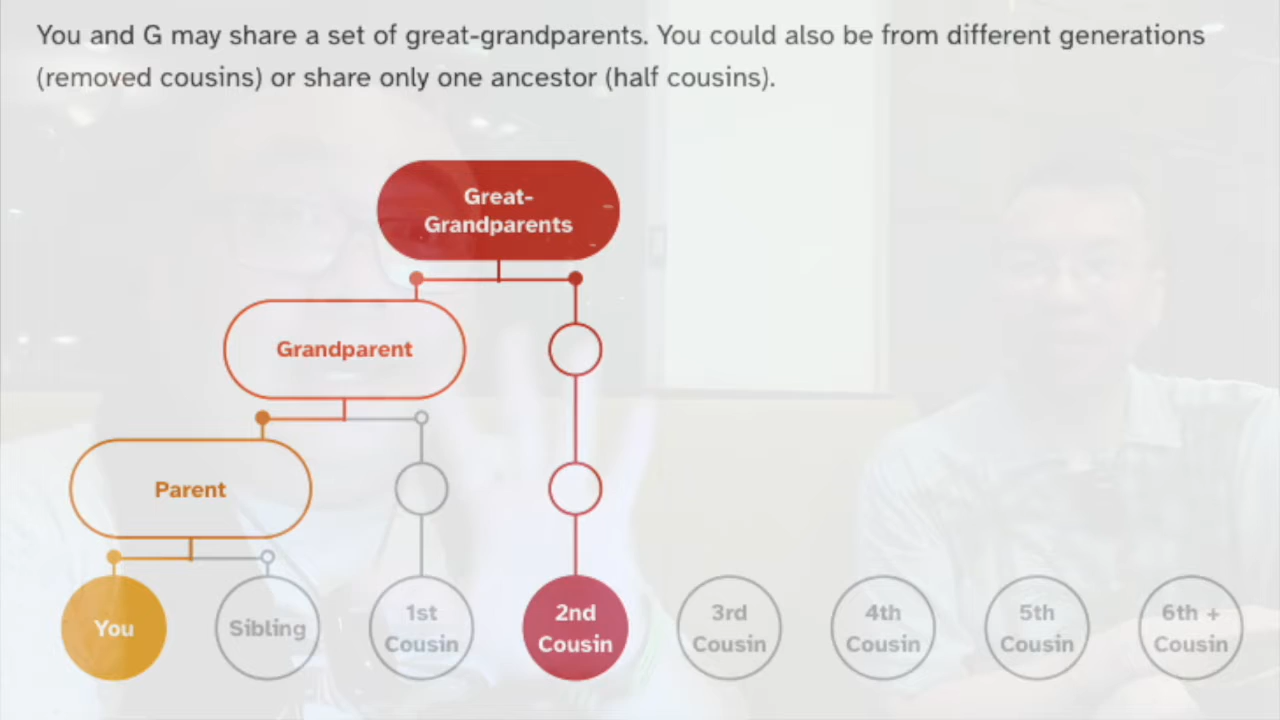 You and G may share a set of great-grandparents. You could also be from different generations
(removed cousins) or share only one ancestor (half cousins).
Great-
Grandparents
Grandparent
Parent
You
Sibling
1st
Cousin
2nd
Cousin
3rd
Cousin
4th
Cousin
5th
Cousin
6th +
Cousin